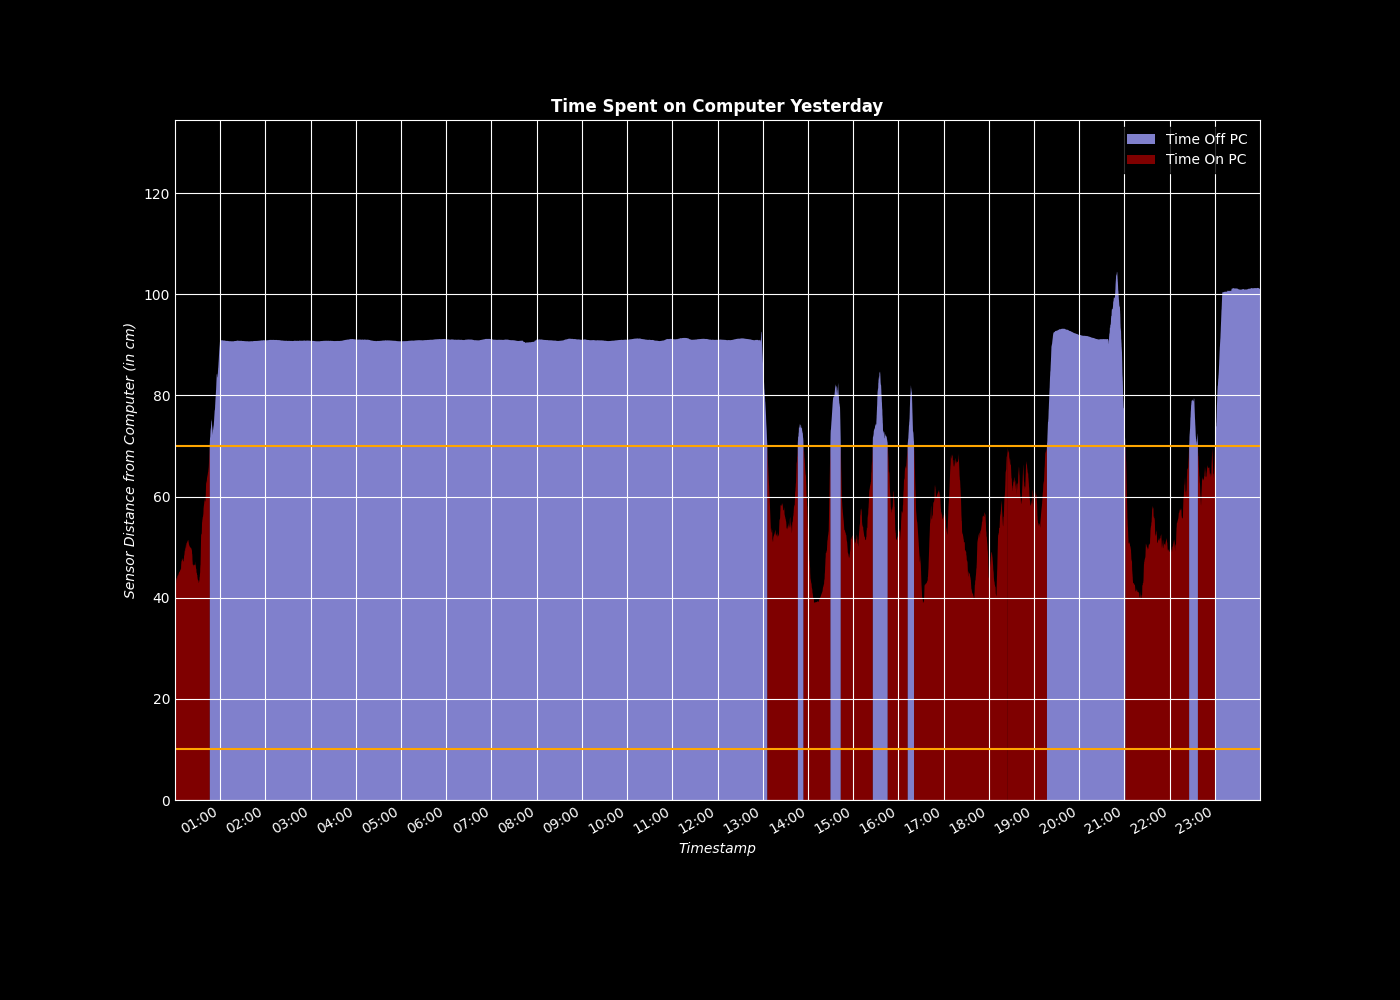 Time Spent on Computer Yesterday
Time Off PC
Time On PC
Sensor Distance from Computer (in cm)
120
100
80
60
40
20
0
01:00 02:00 03:00 04:00 05:00 06:00 07:00 08:00 09:00 10:00 11:00 12:00 13:00 14:00 15:00 16:00 17:00 18:00 19:00 20:00 21:00 22:00 23:00
Timestamp